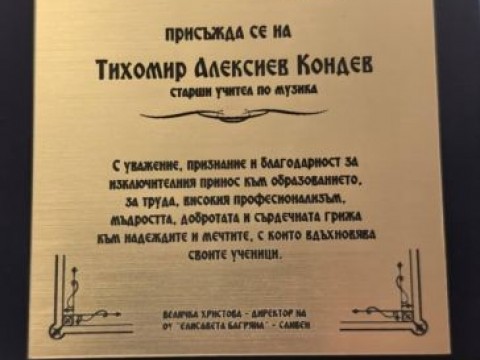 присъжда се на
Тихомир Алексиев Кондев
старши учител по музика
С уважение, признание и благодарност за
изключителния принос към образованието,
за труда, високия професионализъм,
мъдростта, добротата и сърдечната грижа
към надеждите и мечтите, с които вдъхновява
своите ученици.
Величка Христова - директор на
ОУ "Елисавета Багряна" - Сливен